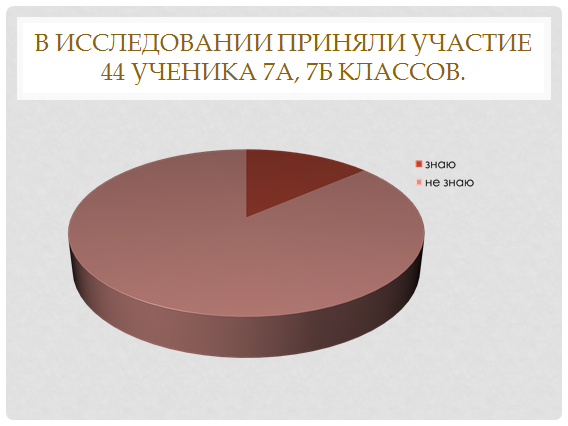 В ИССЛЕДОВАНИИ ПРИНЯЛИ УЧАСТИЕ
44 УЧЕНИКА 7А, 7Б КЛАССОВ.
знаю
не знаю